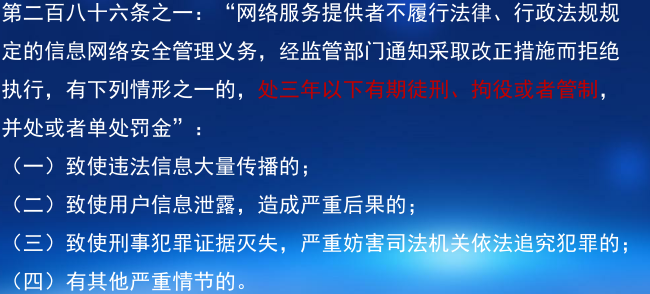 第二百八十六条之一：“网络服务提供者不履行法律、行政法规规
定的信息网络安全管理义务，经监管部门通知采取改正措施而拒绝
执行，有下列情形之一的，处三年以下有期徒刑、拘役或者管制，
并处或者单处罚金”：
（一）致使违法信息大量传播的；
（二）致使用户信息泄露，造成严重后果的；
（三）致使刑事犯罪证据灭失，严重妨害司法机关依法追究犯罪的；
（四）有其他严重情节的。